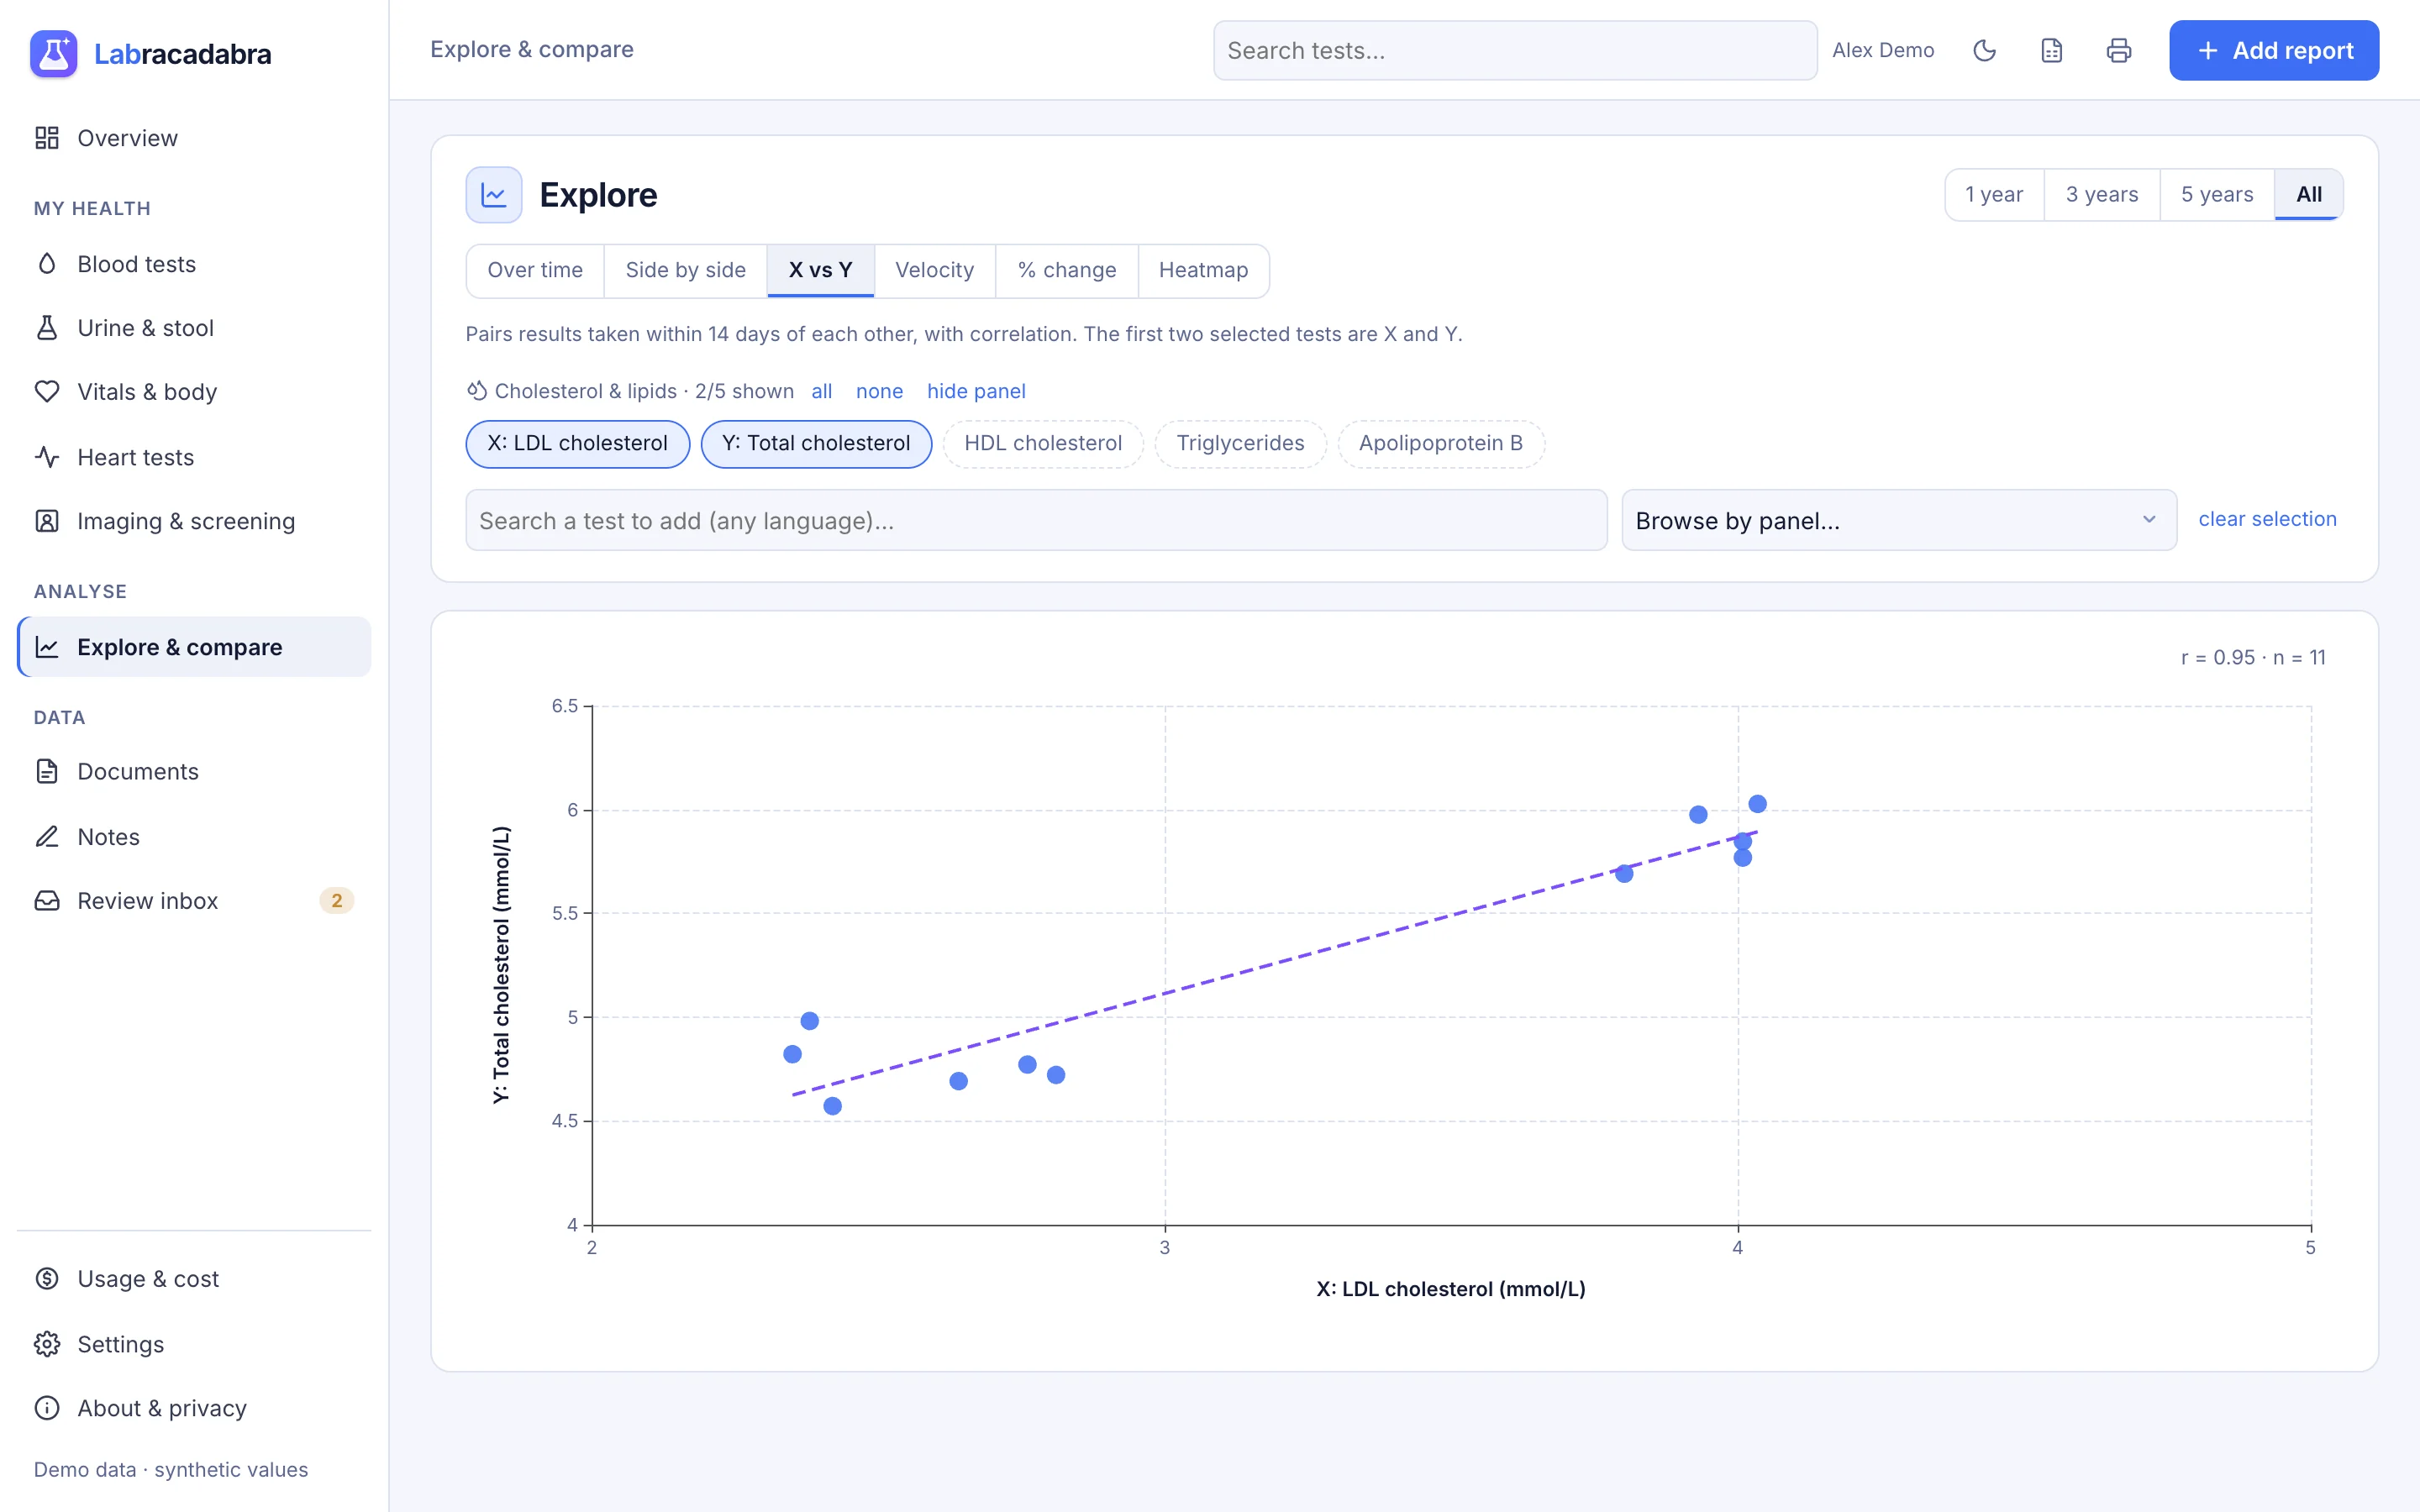 Labracadabra
Overview
MY HEALTH
Blood tests
Urine & stool
Vitals & body
Heart tests
Imaging & screening
ANALYSE
Explore & compare
DATA
Documents
Notes
Review inbox 2
Usage & cost
Settings
About & privacy
Demo data · synthetic values
Explore & compare
Search tests...
Alex Demo
+ Add report
Explore
1 year 3 years 5 years All
Over time Side by side X vs Y Velocity % change Heatmap
Pairs results taken within 14 days of each other, with correlation. The first two selected tests are X and Y.
Cholesterol & lipids · 2/5 shown all none hide panel
X: LDL cholesterol Y: Total cholesterol HDL cholesterol Triglycerides Apolipoprotein B
Search a test to add (any language)... Browse by panel... clear selection
r = 0.95 · n = 11
Y: Total cholesterol (mmol/L)
6.5
6
5.5
5
4.5
4
2 3 4 5
X: LDL cholesterol (mmol/L)